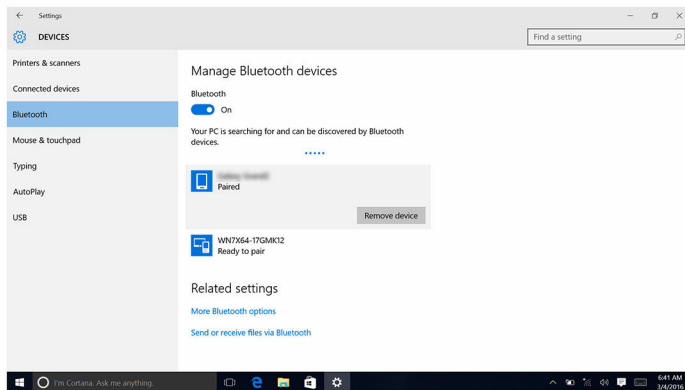 Settings
DEVICES
Find a setting
Printers & scanners
Connected devices
Bluetooth
Mouse & touchpad
Typing
AutoPlay
USB
Manage Bluetooth devices
Bluetooth
On
Your PC is searching for and can be discovered by Bluetooth
devices.
Paired
Remove device
WN7X64-17GMK12
Ready to pair
Related settings
More Bluetooth options
Send or receive files via Bluetooth
I'm Cortana. Ask me anything.
6:41 AM
3/4/2016